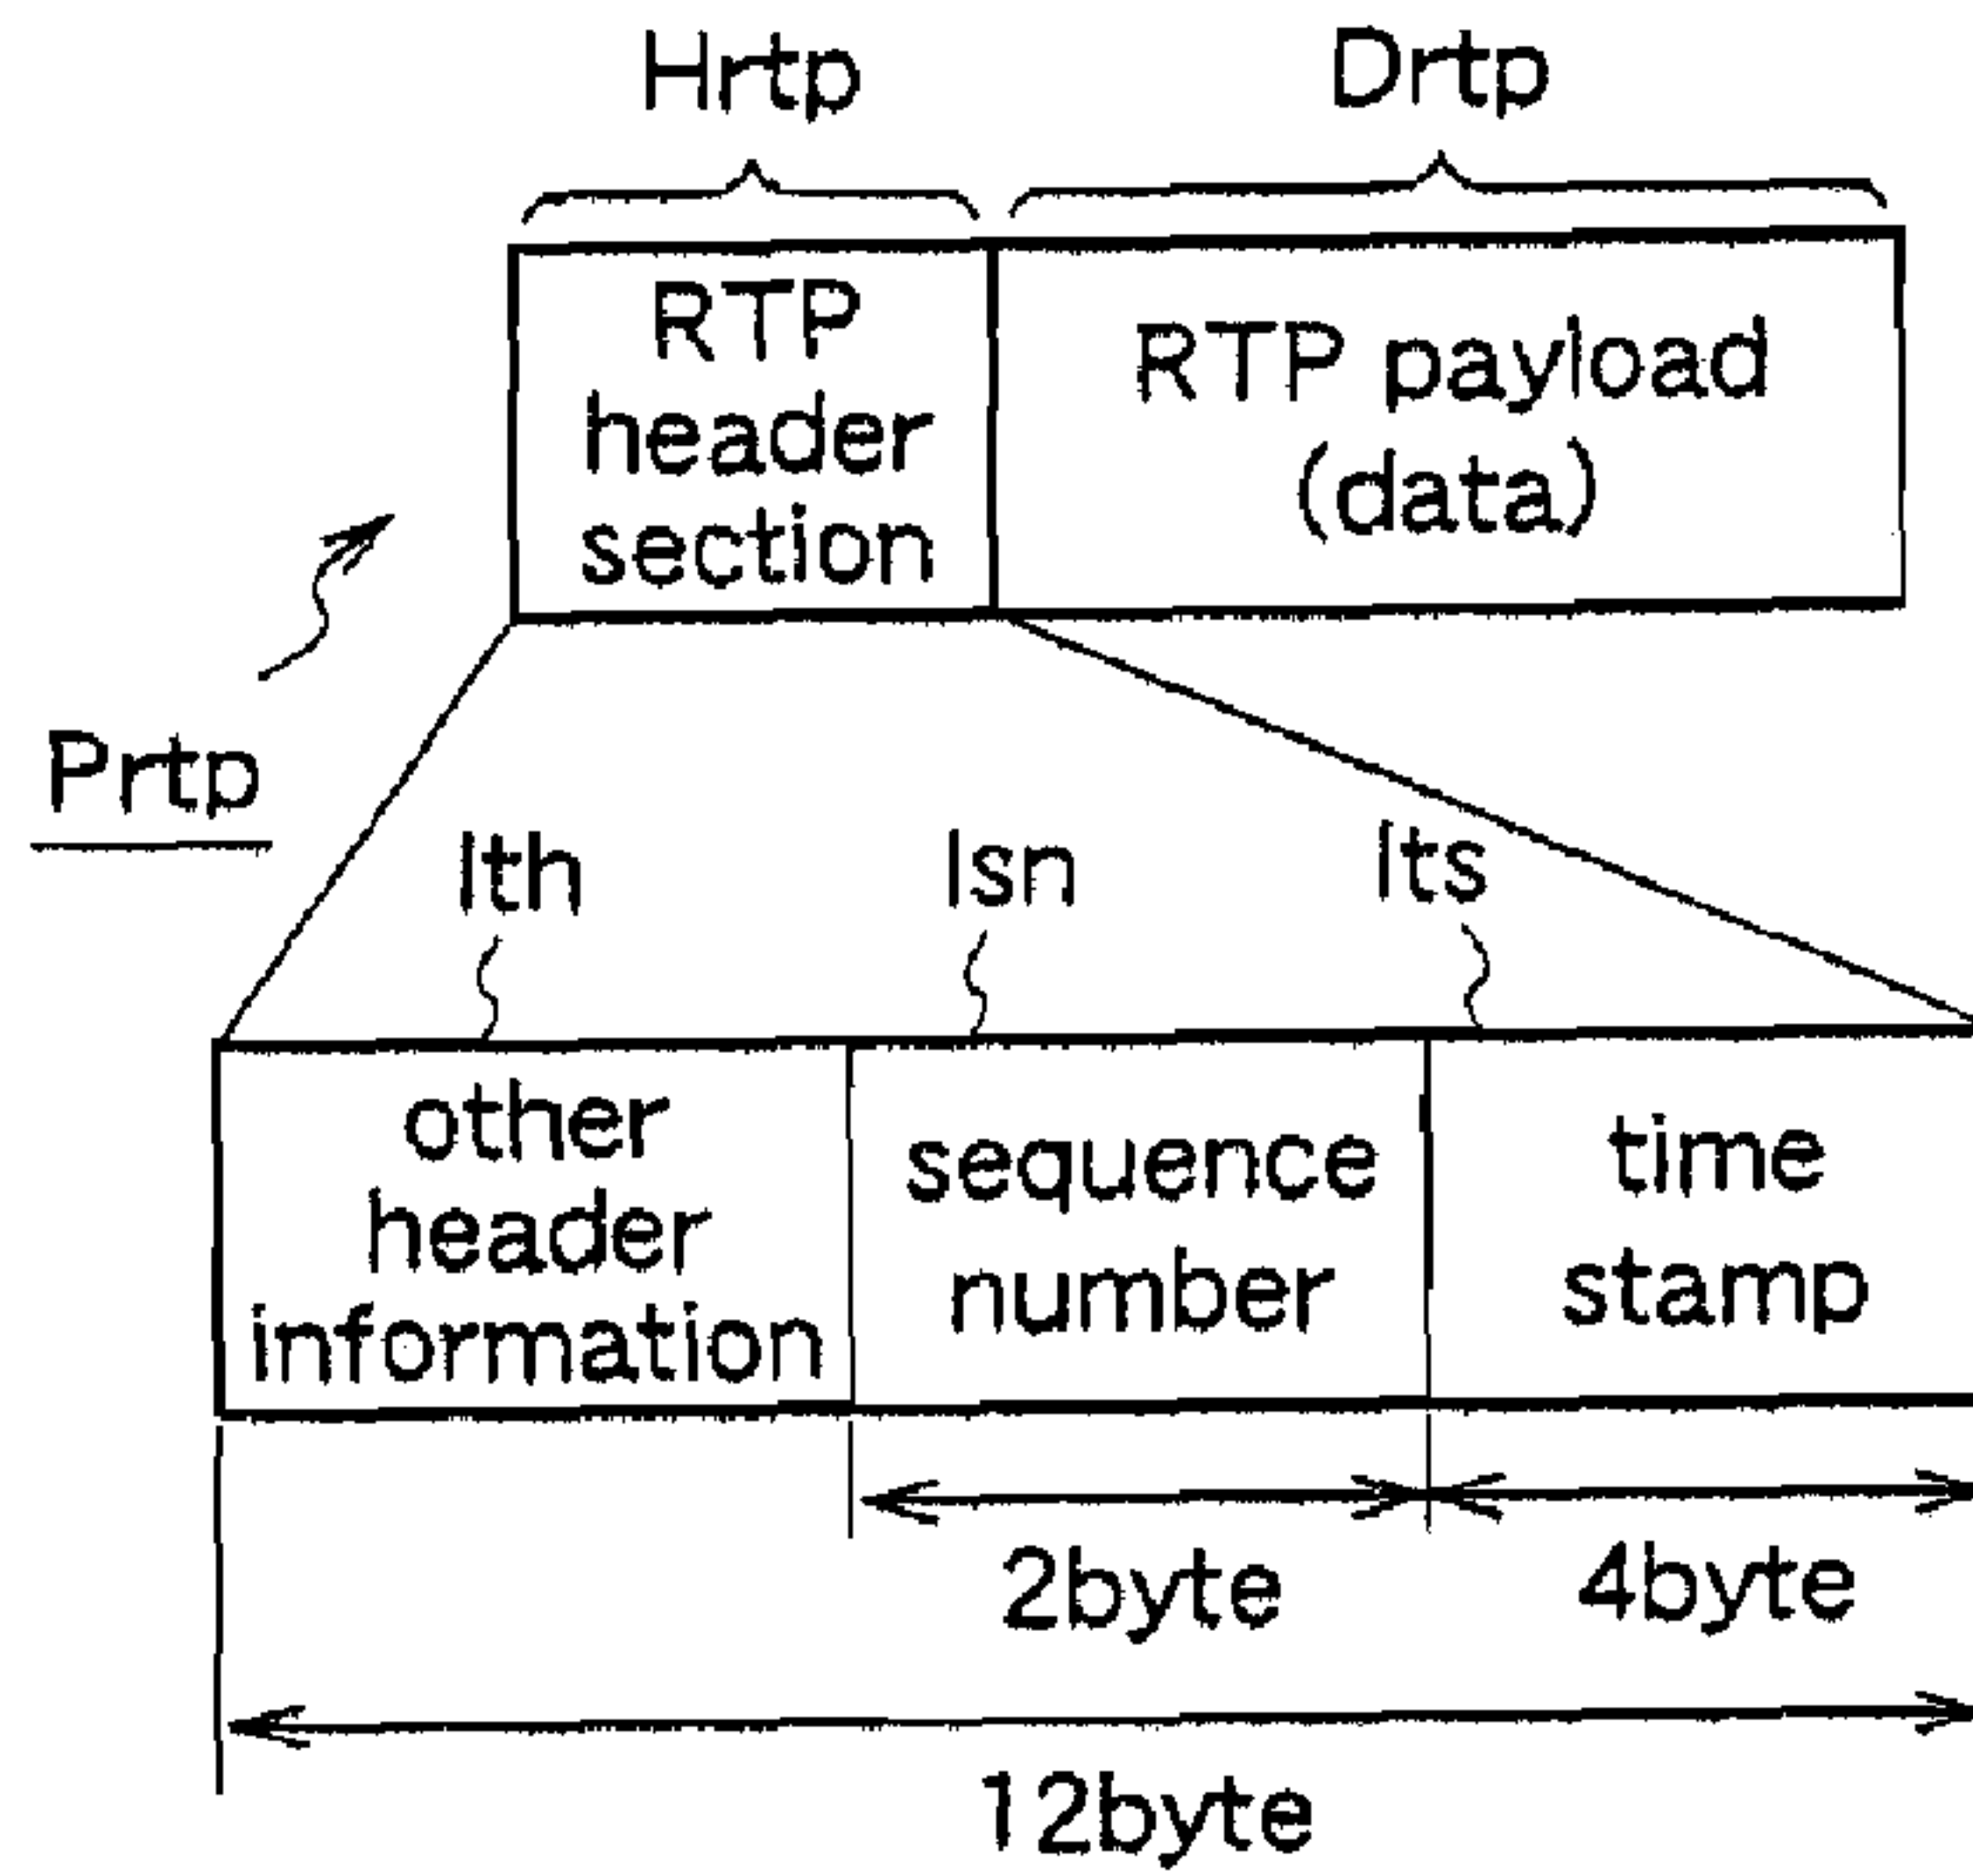 Hrtp
Drtp
RTP
header
section
RTP payload
(data)
Prtp
Ith
Isn
Its
other
header
information
sequence
number
time
stamp
2byte
4byte
12byte